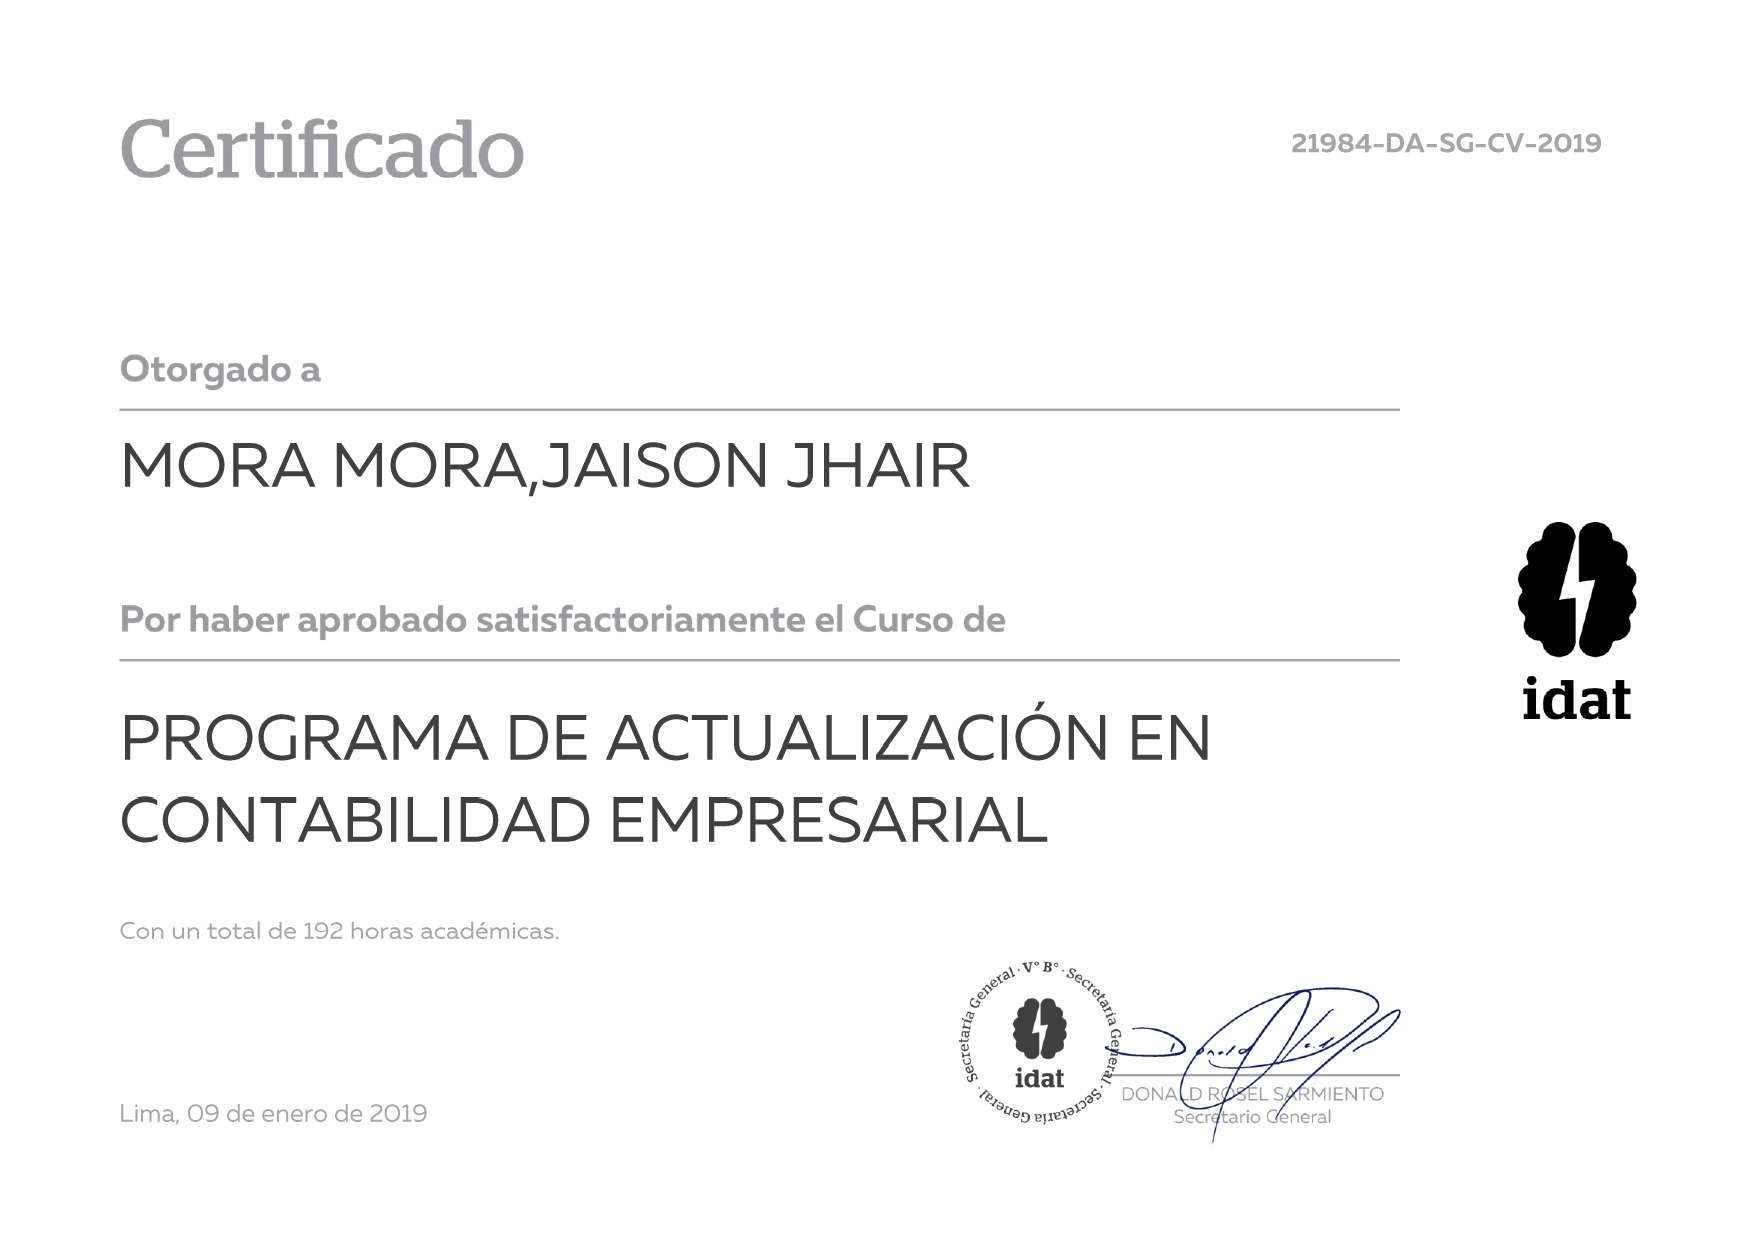 Certificado
21984-DA-SG-CV-2019
Otorgado a
MORA MORA,JAISON JHAIR
Por haber aprobado satisfactoriamente el Curso de
idat
PROGRAMA DE ACTUALIZACIÓN EN
CONTABILIDAD EMPRESARIAL
Con un total de 192 horas académicas.
Secretaría General · V° B° · Secretaría General · Secretaría General ·
idat
Donald
DONALD ROSEL SARMIENTO
Secretario General
Lima, 09 de enero de 2019